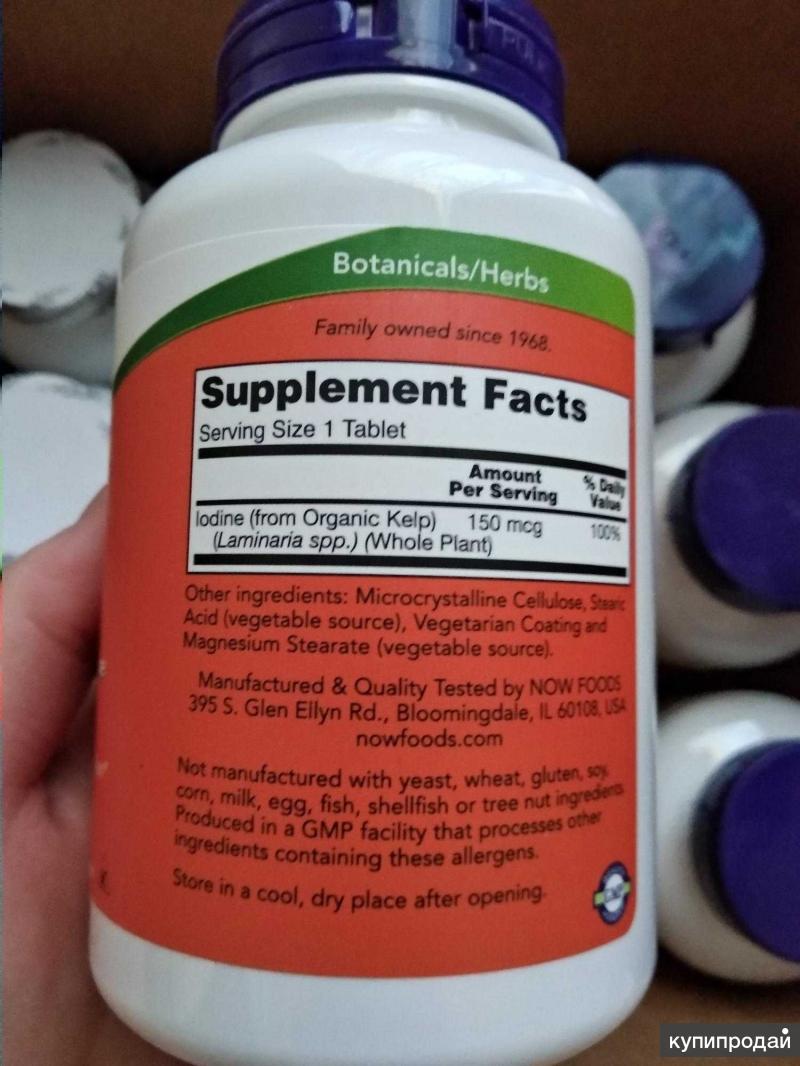 Botanicals/Herbs
Family owned since 1968.
Supplement Facts
Serving Size 1 Tablet
Amount Per Serving
% Daily Value
Iodine (from Organic Kelp) 150 mcg 100%
(Laminaria spp.) (Whole Plant)
Other ingredients: Microcrystalline Cellulose, Stearic
Acid (vegetable source), Vegetarian Coating and
Magnesium Stearate (vegetable source).
Manufactured & Quality Tested by NOW FOODS
395 S. Glen Ellyn Rd., Bloomingdale, IL 60108, USA
nowfoods.com
Not manufactured with yeast, wheat, gluten, soy,
corn, milk, egg, fish, shellfish or tree nut ingredients.
Produced in a GMP facility that processes other
ingredients containing these allergens.
Store in a cool, dry place after opening.
GMP
купипродай